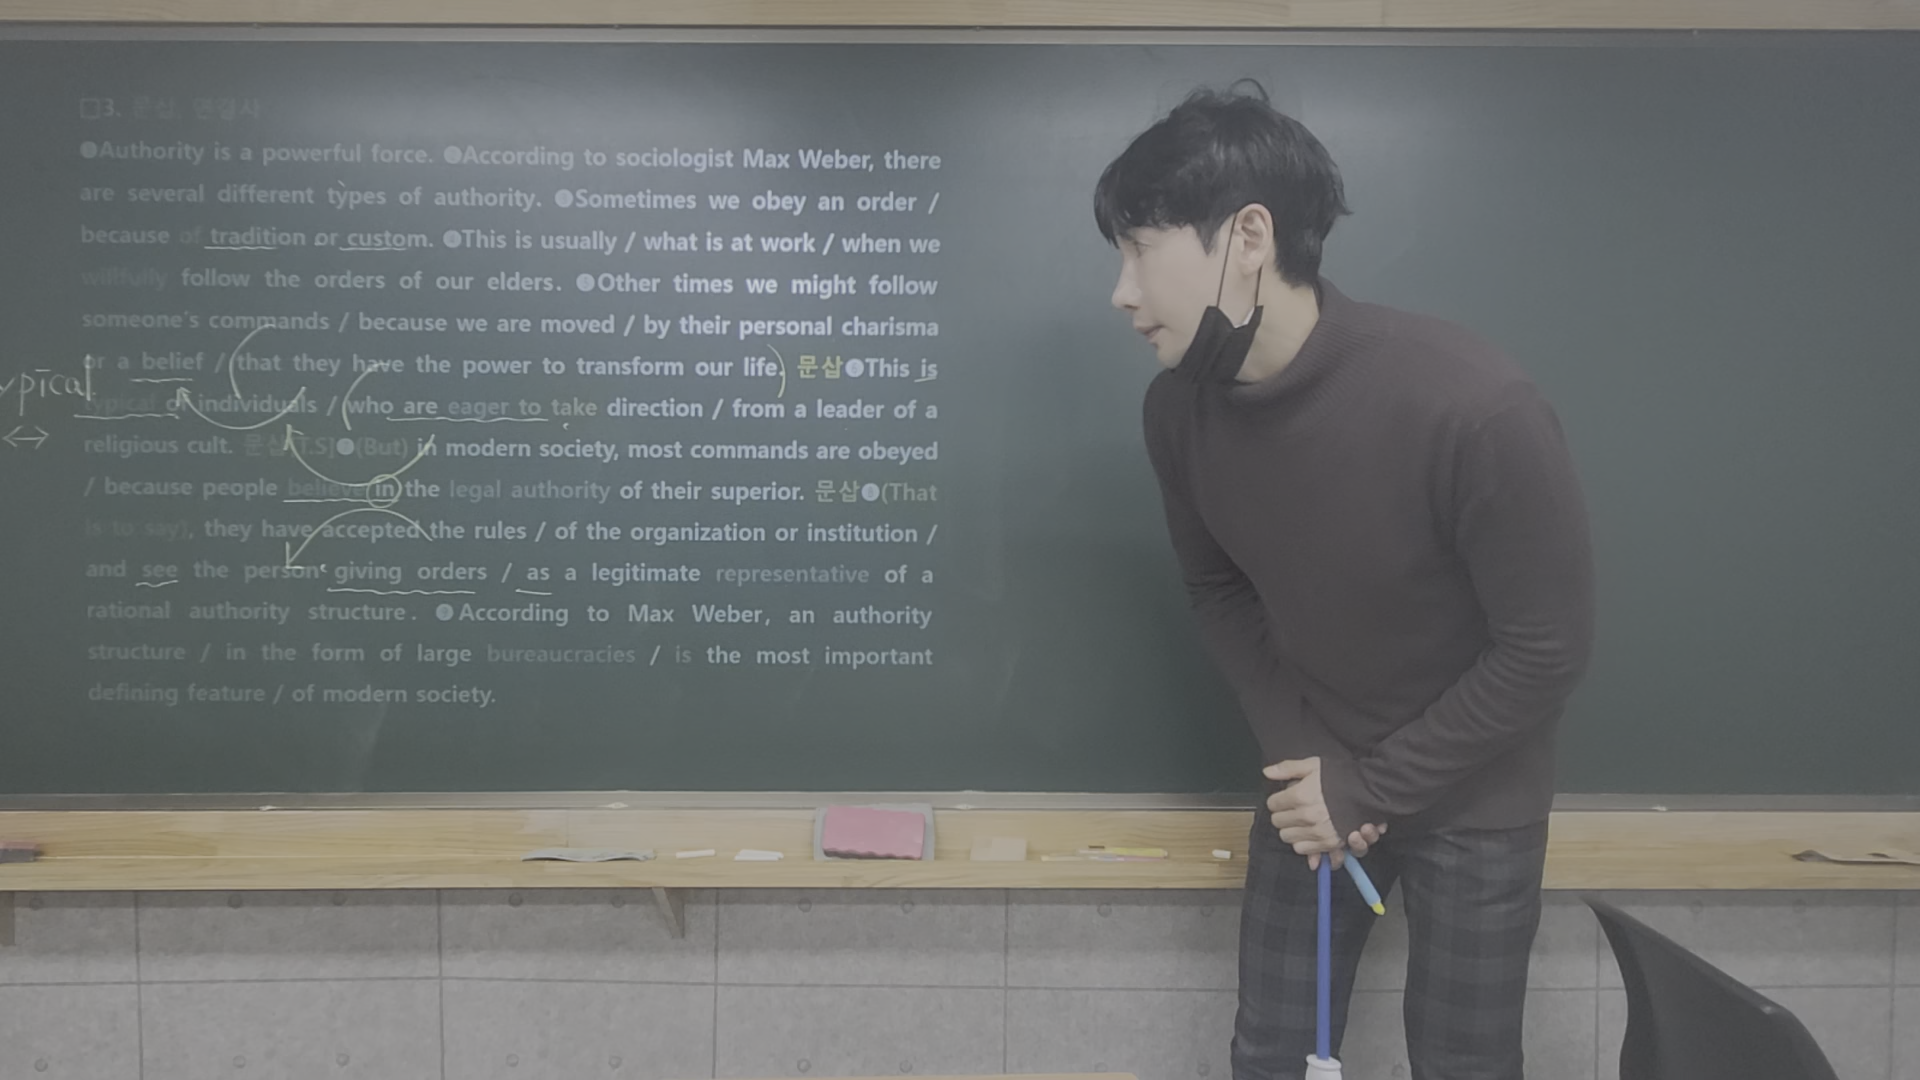 □3. 문삽, 연결사
●Authority is a powerful force. ●According to sociologist Max Weber, there
are several different types of authority. ●Sometimes we obey an order /
because of tradition or custom. ●This is usually / what is at work / when we
willfully follow the orders of our elders. ●Other times we might follow
someone's commands / because we are moved / by their personal charisma
or a belief / (that they have the power to transform our life.) 문삽●This is
typical of individuals / (who are eager to take direction / from a leader of a
religious cult. 문삽[T.S]●(But) in modern society, most commands are obeyed
/ because people believe in the legal authority of their superior. 문삽●(That
is to say), they have accepted the rules / of the organization or institution /
and see the person giving orders / as a legitimate representative of a
rational authority structure. ●According to Max Weber, an authority
structure / in the form of large bureaucracies / is the most important
defining feature / of modern society.
ypical
↔